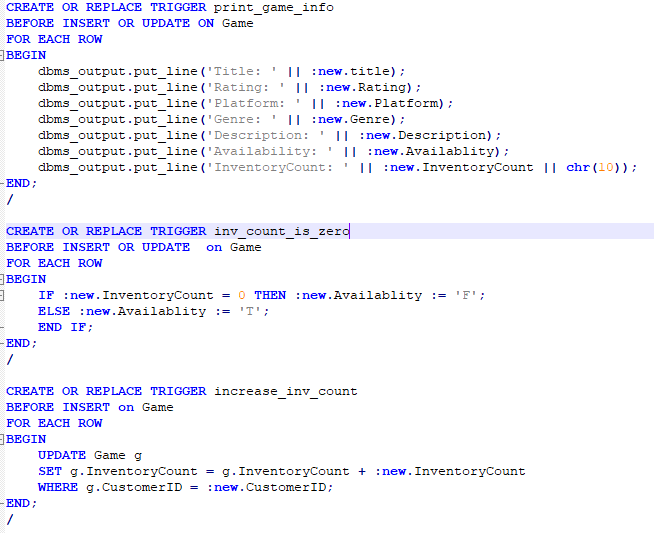 CREATE OR REPLACE TRIGGER print_game_info
BEFORE INSERT OR UPDATE ON Game
FOR EACH ROW
BEGIN
    dbms_output.put_line('Title: ' || :new.title);
    dbms_output.put_line('Rating: ' || :new.Rating);
    dbms_output.put_line('Platform: ' || :new.Platform);
    dbms_output.put_line('Genre: ' || :new.Genre);
    dbms_output.put_line('Description: ' || :new.Description);
    dbms_output.put_line('Availability: ' || :new.Availablity);
    dbms_output.put_line('InventoryCount: ' || :new.InventoryCount || chr(10));
END;
/

CREATE OR REPLACE TRIGGER inv_count_is_zero
BEFORE INSERT OR UPDATE  on Game
FOR EACH ROW
BEGIN
    IF :new.InventoryCount = 0 THEN :new.Availablity := 'F';
    ELSE :new.Availablity := 'T';
    END IF;
END;
/

CREATE OR REPLACE TRIGGER increase_inv_count
BEFORE INSERT on Game
FOR EACH ROW
BEGIN
    UPDATE Game g
    SET g.InventoryCount = g.InventoryCount + :new.InventoryCount
    WHERE g.CustomerID = :new.CustomerID;
END;
/